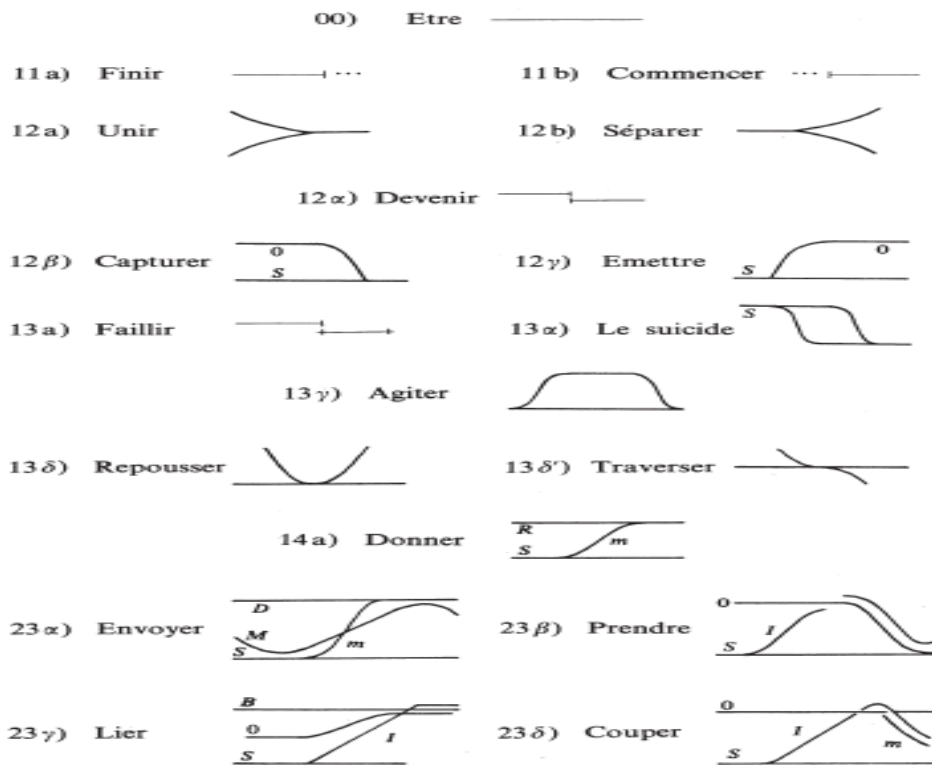 00) Etre
11a) Finir 11b) Commencer
12a) Unir 12b) Séparer
12α) Devenir
12β) Capturer 0 S 12γ) Emettre S 0
13a) Faillir 13α) Le suicide S
13γ) Agiter
13δ) Repousser 13δ′) Traverser
14a) Donner R S m
23α) Envoyer D M S m 23β) Prendre 0 I S
23γ) Lier B 0 S I 23δ) Couper 0 I S m